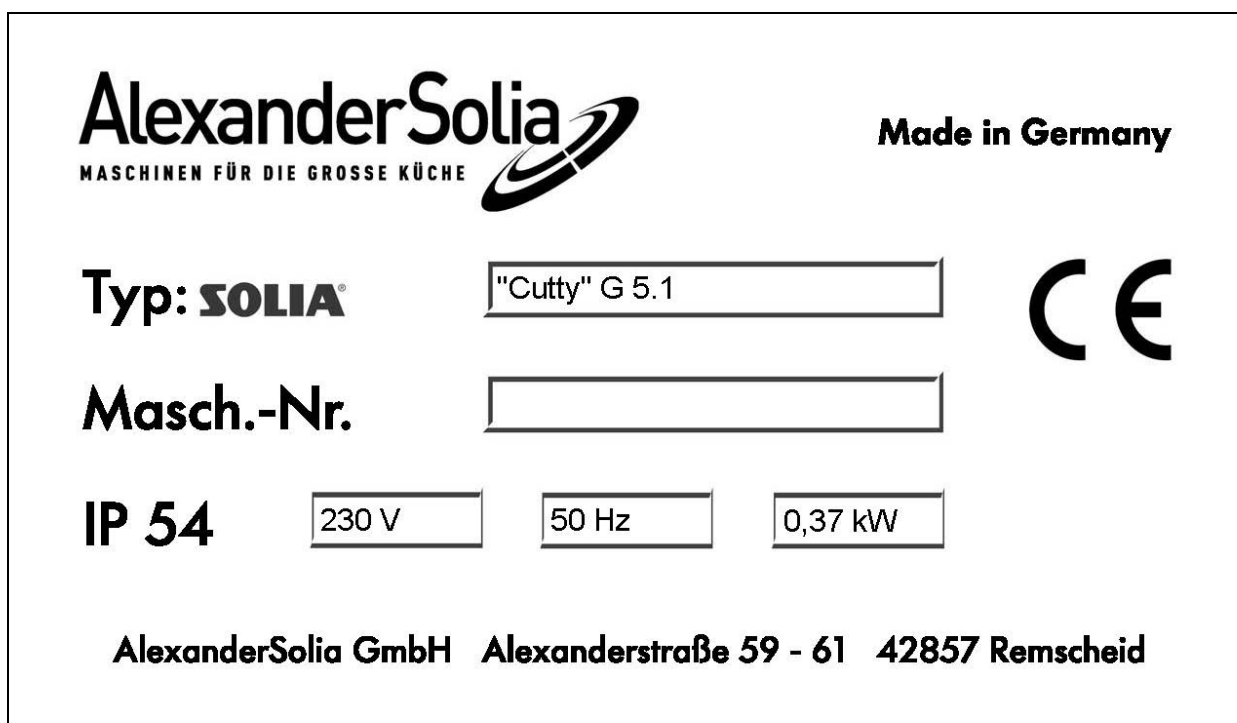 AlexanderSolia
MASCHINEN FÜR DIE GROSSE KÜCHE
Made in Germany
Typ: SOLIA® "Cutty" G 5.1
CE
Masch.-Nr.
IP 54 230 V 50 Hz 0,37 kW
AlexanderSolia GmbH Alexanderstraße 59 - 61 42857 Remscheid